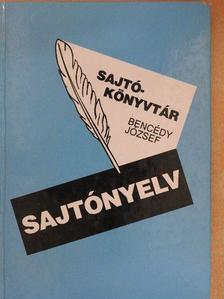 SAJTÓ-
KÖNYVTÁR
BENCÉDY
JÓZSEF
SAJTÓNYELV